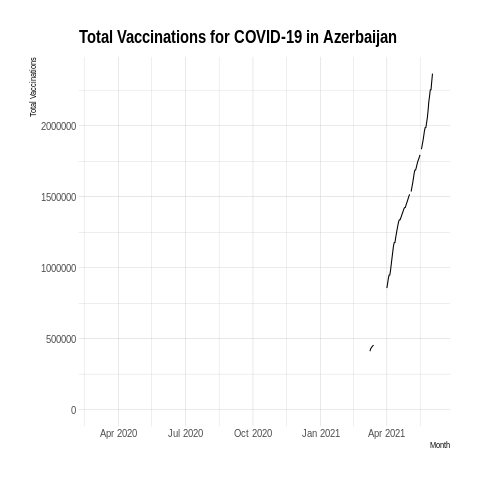 Total Vaccinations for COVID-19 in Azerbaijan
Total Vaccinations
2000000
1500000
1000000
500000
0
Apr 2020 Jul 2020 Oct 2020 Jan 2021 Apr 2021
Month